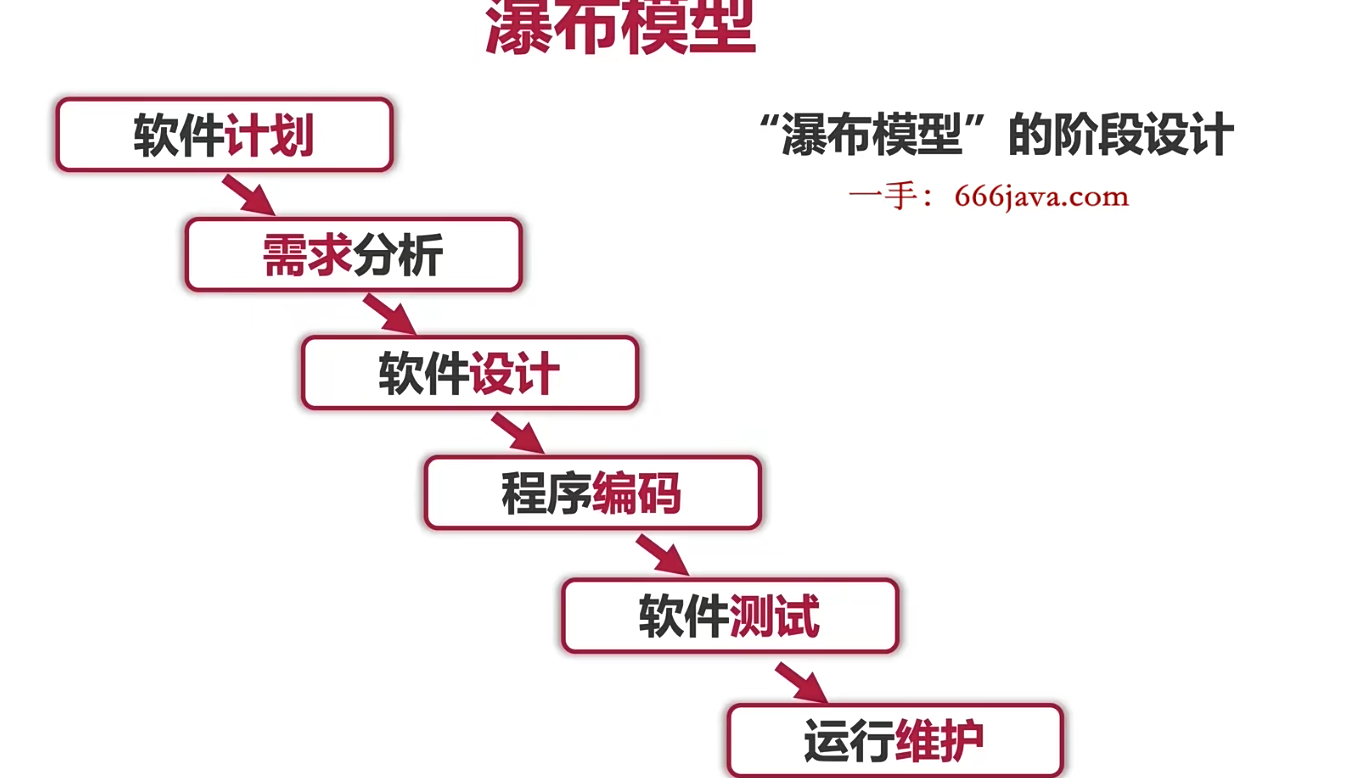 瀑布模型
软件计划
“瀑布模型”的阶段设计
一手：666java.com
需求分析
软件设计
程序编码
软件测试
运行维护